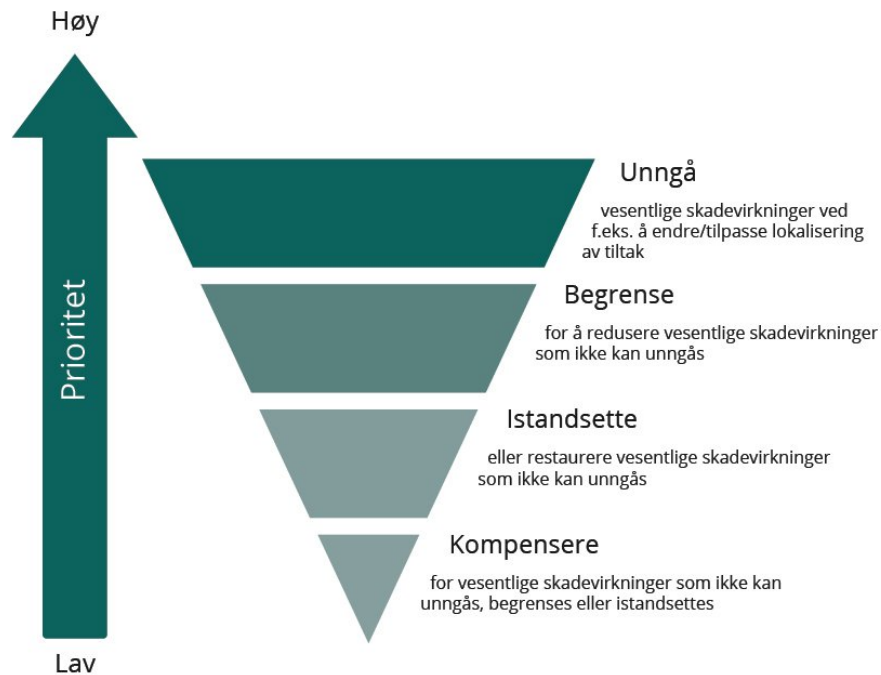 Høy
Prioritet
Unngå
vesentlige skadevirkninger ved
f.eks. å endre/tilpasse lokalisering
av tiltak
Begrense
for å redusere vesentlige skadevirkninger
som ikke kan unngås
Istandsette
eller restaurere vesentlige skadevirkninger
som ikke kan unngås
Kompensere
for vesentlige skadevirkninger som ikke kan
unngås, begrenses eller istandsettes
Lav